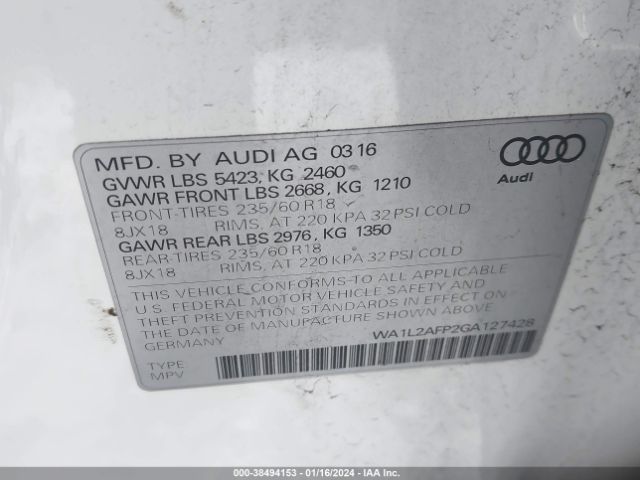 MFD. BY AUDI AG 0316
GVWR LBS 5423, KG 2460
GAWR FRONT LBS 2668, KG 1210
FRONT-TIRES 235/60 R18
8JX18 RIMS, AT 220 KPA 32 PSI COLD
GAWR REAR LBS 2976, KG 1350
REAR-TIRES 235/60 R18
8JX18 RIMS, AT 220 KPA 32 PSI COLD
Audi
THIS VEHICLE CONFORMS TO ALL APPLICABLE
U.S. FEDERAL MOTOR VEHICLE SAFETY AND
THEFT PREVENTION STANDARDS IN EFFECT ON
THE DATE OF MANUFACTURE SHOWN ABOVE.
GERMANY WA1L2AFP2GA127428
TYPE
MPV
000-38494153 - 01/16/2024 - IAAI.COM